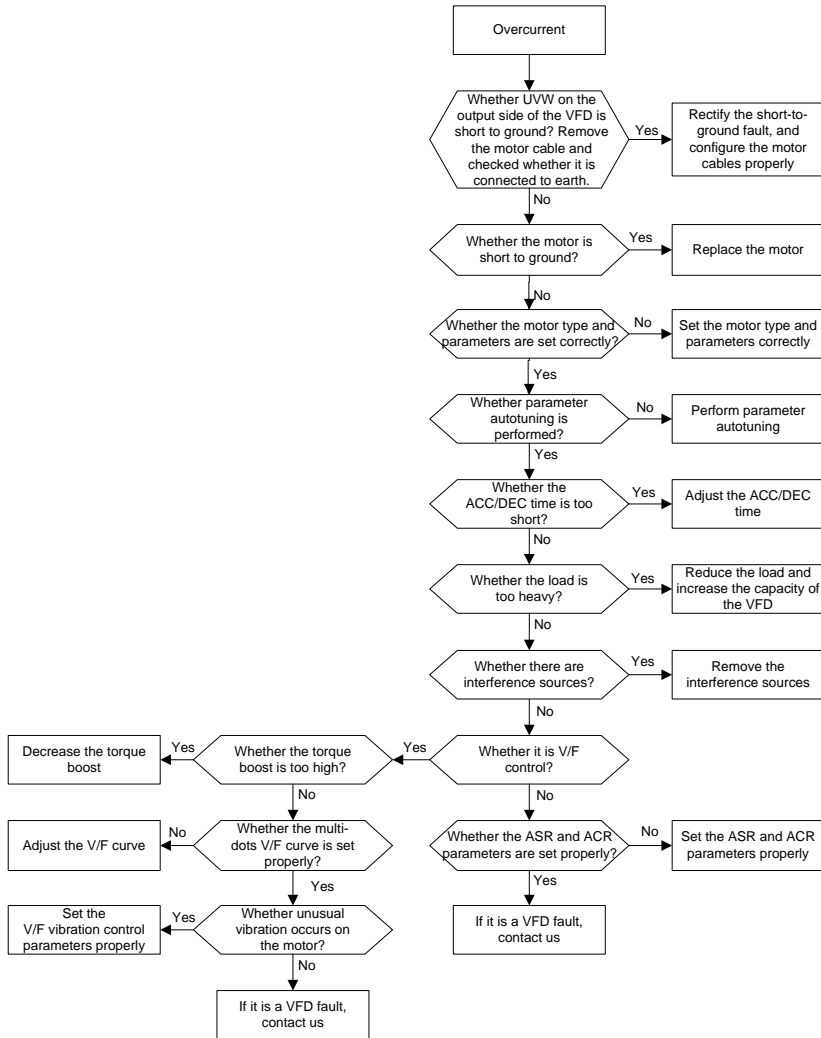 Overcurrent
Whether UVW on the
output side of the VFD is
short to ground? Remove
the motor cable and
checked whether it is
connected to earth.
Yes
Rectify the short-to-
ground fault, and
configure the motor
cables properly
No
Whether the motor is
short to ground?
Yes
Replace the motor
No
Whether the motor type and
parameters are set correctly?
No
Set the motor type and
parameters correctly
Yes
Whether parameter
autotuning is
performed?
No
Perform parameter
autotuning
Yes
Whether the
ACC/DEC time is too
short?
Yes
Adjust the ACC/DEC
time
No
Whether the load is
too heavy?
Yes
Reduce the load and
increase the capacity of
the VFD
No
Whether there are
interference sources?
Yes
Remove the
interference sources
No
Whether it is V/F
control?
Yes
Whether the torque
boost is too high?
Yes
Decrease the torque
boost
No
Whether the multi-
dots V/F curve is set
properly?
No
Adjust the V/F curve
Yes
Whether unusual
vibration occurs on
the motor?
Yes
Set the
V/F vibration control
parameters properly
No
If it is a VFD fault,
contact us
No
Whether the ASR and ACR
parameters are set properly?
No
Set the ASR and ACR
parameters properly
Yes
If it is a VFD fault,
contact us